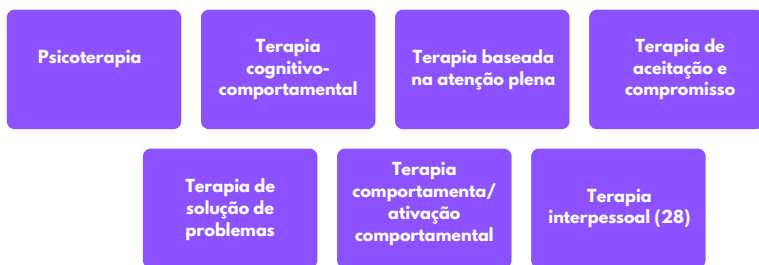 Psicoterapia
Terapia
cognitivo-
comportamental
Terapia baseada
na atenção plena
Terapia de
aceitação e
compromisso
Terapia de
solução de
problemas
Terapia
comportamenta/
ativação
comportamental
Terapia
interpessoal (28)